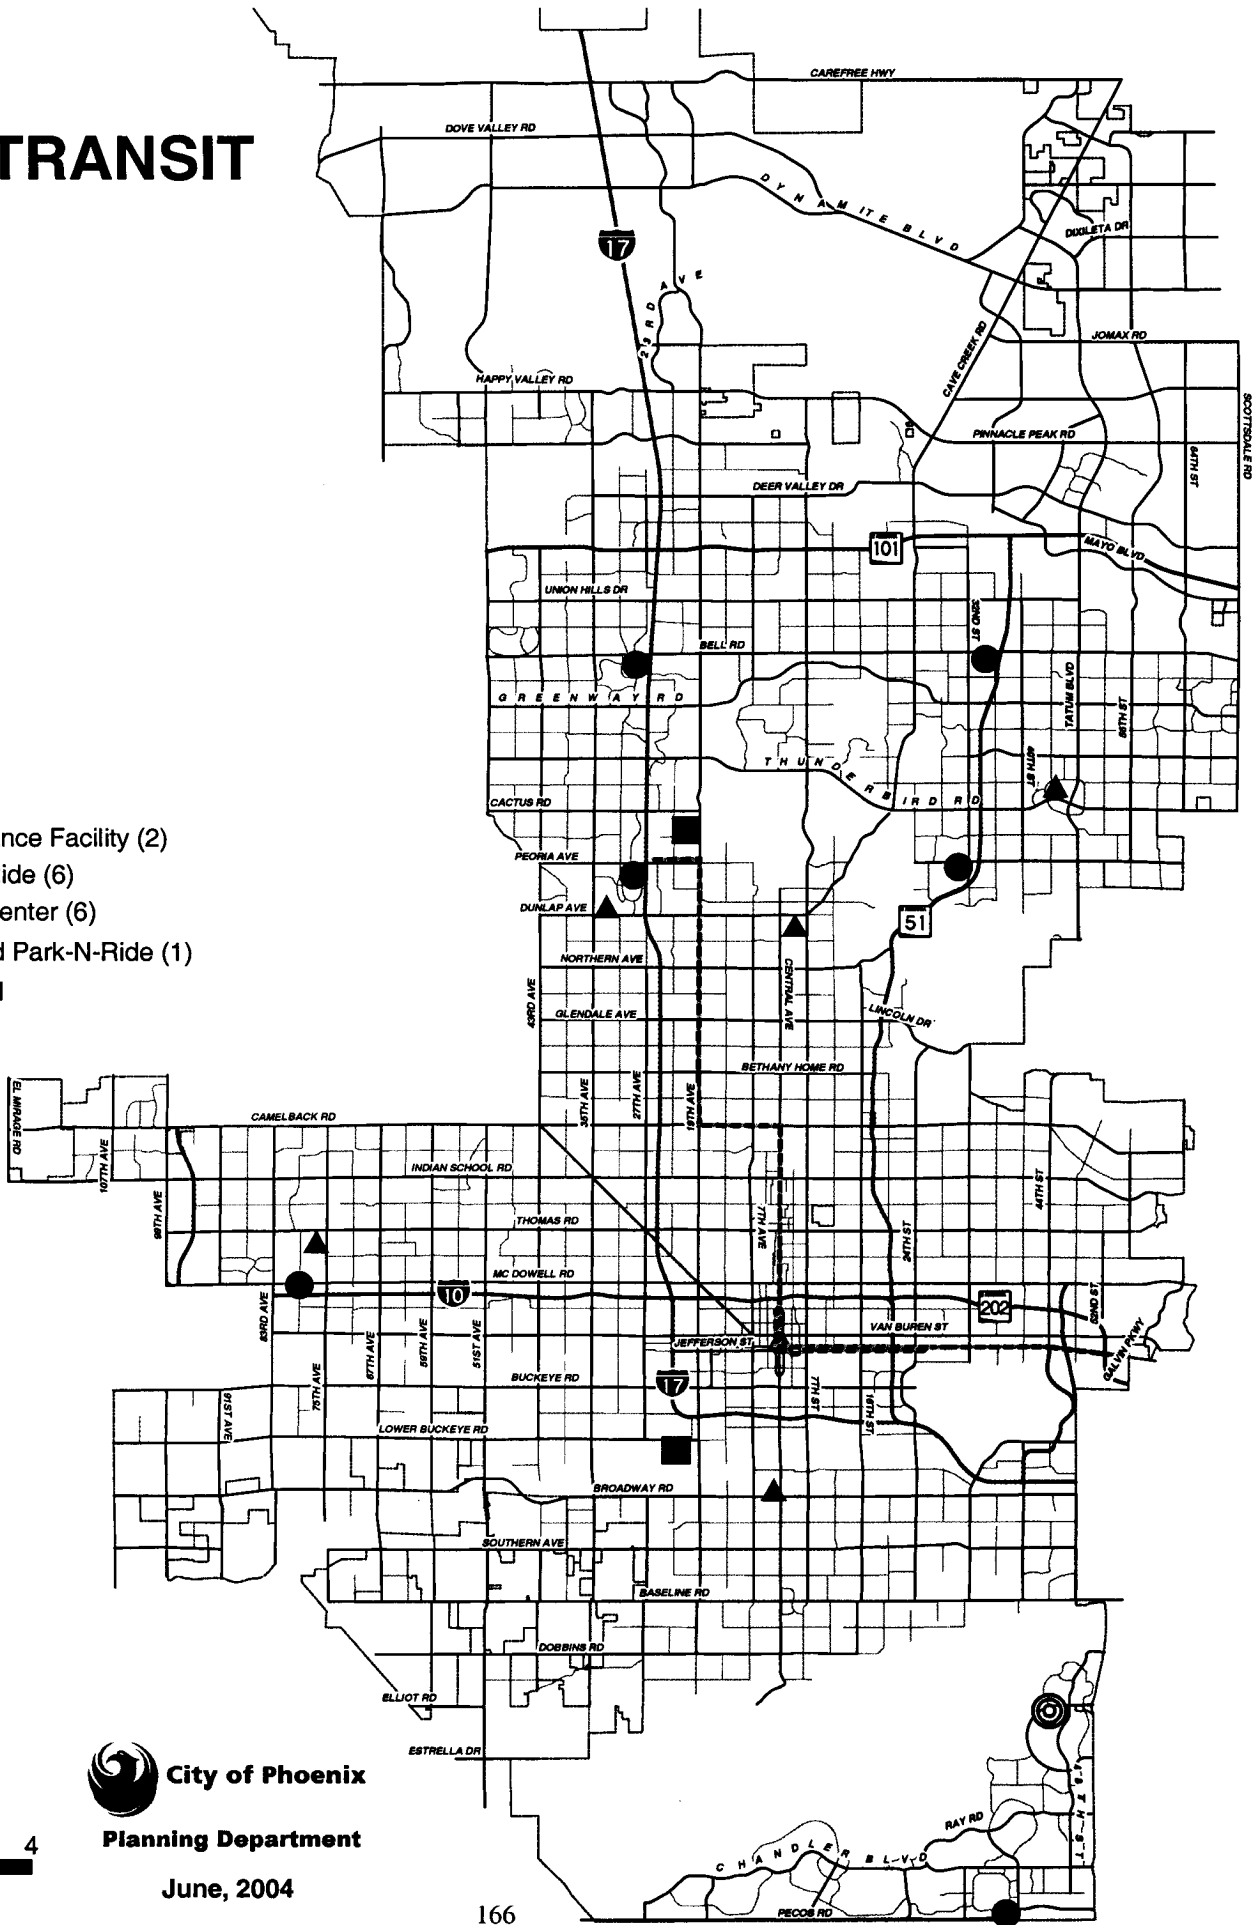 CAREFREE HWY
TRANSIT
DOVE VALLEY RD
DYNAMITE BLVD
DIXILETA DR
17
23RD AVE
JOMAX RD
CAVE CREEK RD
HAPPY VALLEY RD
SCOTTSDALE RD
PINNACLE PEAK RD
64TH ST
DEER VALLEY DR
101
MAYO BLVD
UNION HILLS DR
32ND ST
BELL RD
GREENWAY RD
TATUM BLVD
56TH ST
THUNDERBIRD RD
40TH ST
CACTUS RD
nce Facility (2)
PEORIA AVE
ide (6)
DUNLAP AVE
enter (6)
51
d Park-N-Ride (1)
NORTHERN AVE
CENTRAL AVE
43RD AVE
GLENDALE AVE
LINCOLN DR
BETHANY HOME RD
EL MIRAGE RD
35TH AVE
27TH AVE
19TH AVE
CAMELBACK RD
107TH AVE
INDIAN SCHOOL RD
44TH ST
99TH AVE
7TH AVE
THOMAS RD
24TH ST
MC DOWELL RD
10
202
52ND ST
83RD AVE
VAN BUREN ST
67TH AVE
59TH AVE
51ST AVE
JEFFERSON ST
GALVIN PKWY
75TH AVE
BUCKEYE RD
17
91ST AVE
7TH ST
16TH ST
LOWER BUCKEYE RD
BROADWAY RD
SOUTHERN AVE
BASELINE RD
DOBBINS RD
ELLIOT RD
ESTRELLA DR
City of Phoenix
48TH ST
RAY RD
Planning Department
4
CHANDLER BLVD
June, 2004
PECOS RD
166